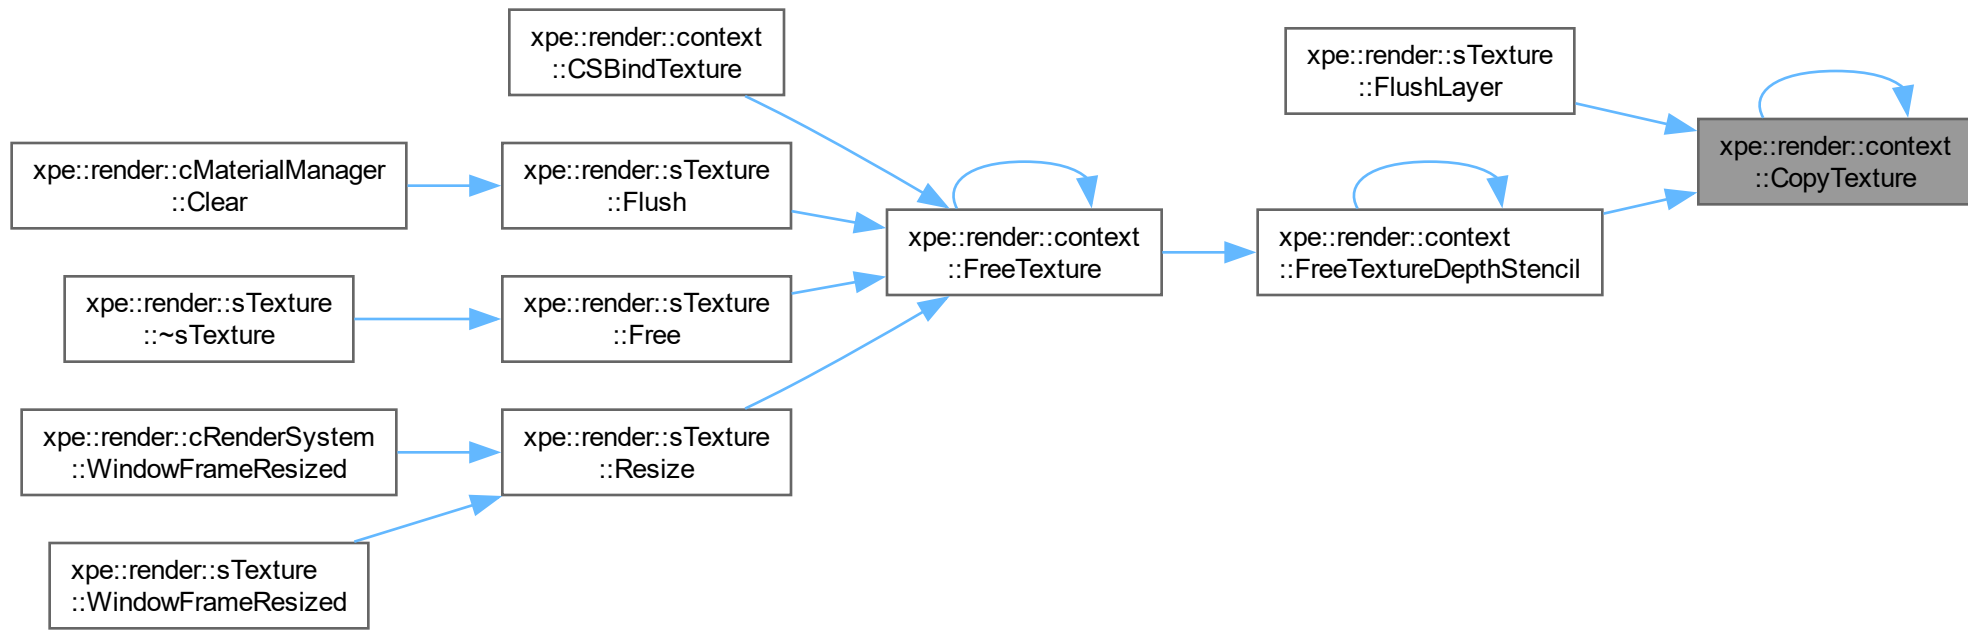 xpe::render::context
::CSBindTexture
xpe::render::sTexture
::FlushLayer
xpe::render::context
::CopyTexture
xpe::render::cMaterialManager
::Clear
xpe::render::sTexture
::Flush
xpe::render::context
::FreeTexture
xpe::render::context
::FreeTextureDepthStencil
xpe::render::sTexture
::~sTexture
xpe::render::sTexture
::Free
xpe::render::cRenderSystem
::WindowFrameResized
xpe::render::sTexture
::Resize
xpe::render::sTexture
::WindowFrameResized